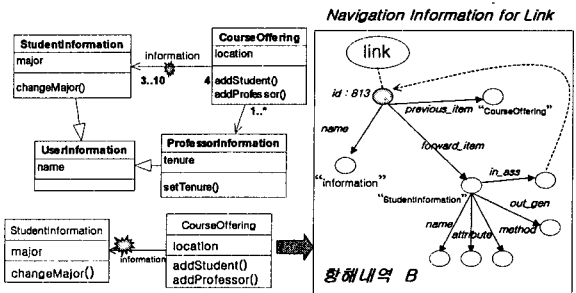 Navigation Information for Link
StudentInformation
major
changeMajor()
information
3..10
4
CourseOffering
location
addStudent()
addProfessor()
1..*
UserInformation
name
ProfessorInformation
tenure
setTenure()
StudentInformation
major
changeMajor()
information
CourseOffering
location
addStudent()
addProfessor()
link
id : 813
previous_item
"CourseOffering"
name
forward_item
"information"
in_ass
"StudentInformation"
out_gen
name
attribute
method
항해내역 B